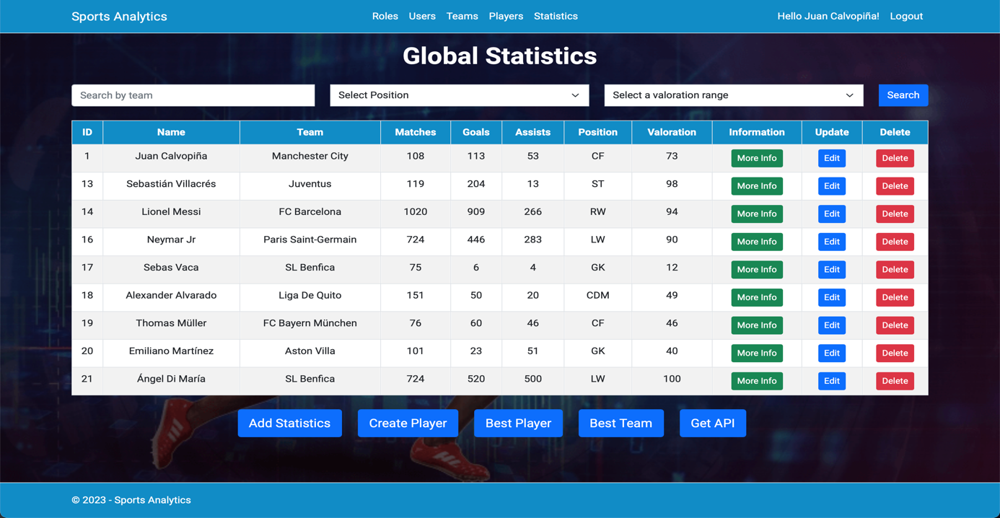 Sports Analytics Roles Users Teams Players Statistics Hello Juan Calvopiña! Logout
Global Statistics
Search by team Select Position Select a valoration range Search
ID Name Team Matches Goals Assists Position Valoration Information Update Delete
1 Juan Calvopiña Manchester City 108 113 53 CF 73 More Info Edit Delete
13 Sebastián Villacrés Juventus 119 204 13 ST 98 More Info Edit Delete
14 Lionel Messi FC Barcelona 1020 909 266 RW 94 More Info Edit Delete
16 Neymar Jr Paris Saint-Germain 724 446 283 LW 90 More Info Edit Delete
17 Sebas Vaca SL Benfica 75 6 4 GK 12 More Info Edit Delete
18 Alexander Alvarado Liga De Quito 151 50 20 CDM 49 More Info Edit Delete
19 Thomas Müller FC Bayern München 76 60 46 CF 46 More Info Edit Delete
20 Emiliano Martínez Aston Villa 101 23 51 GK 40 More Info Edit Delete
21 Ángel Di María SL Benfica 724 520 500 LW 100 More Info Edit Delete
Add Statistics Create Player Best Player Best Team Get API
© 2023 - Sports Analytics